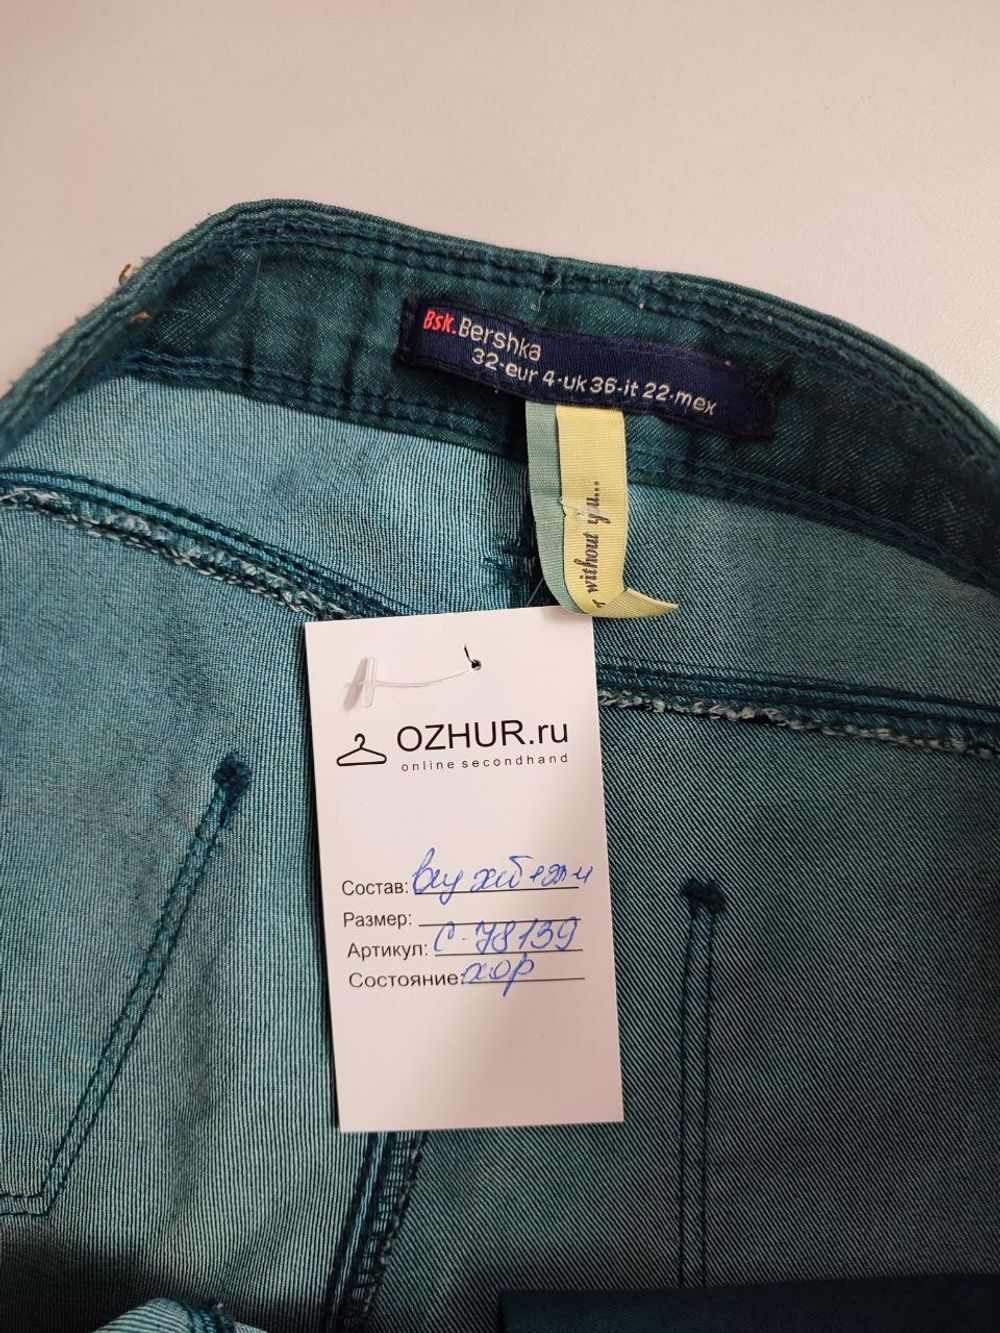 Bsk.Bershka
32-eur 4-uk 36-it 22-mex
without you...
OZHUR.ru
online secondhand
Состав: виу хб+эл
Размер:
Артикул: С-78139
Состояние: хор